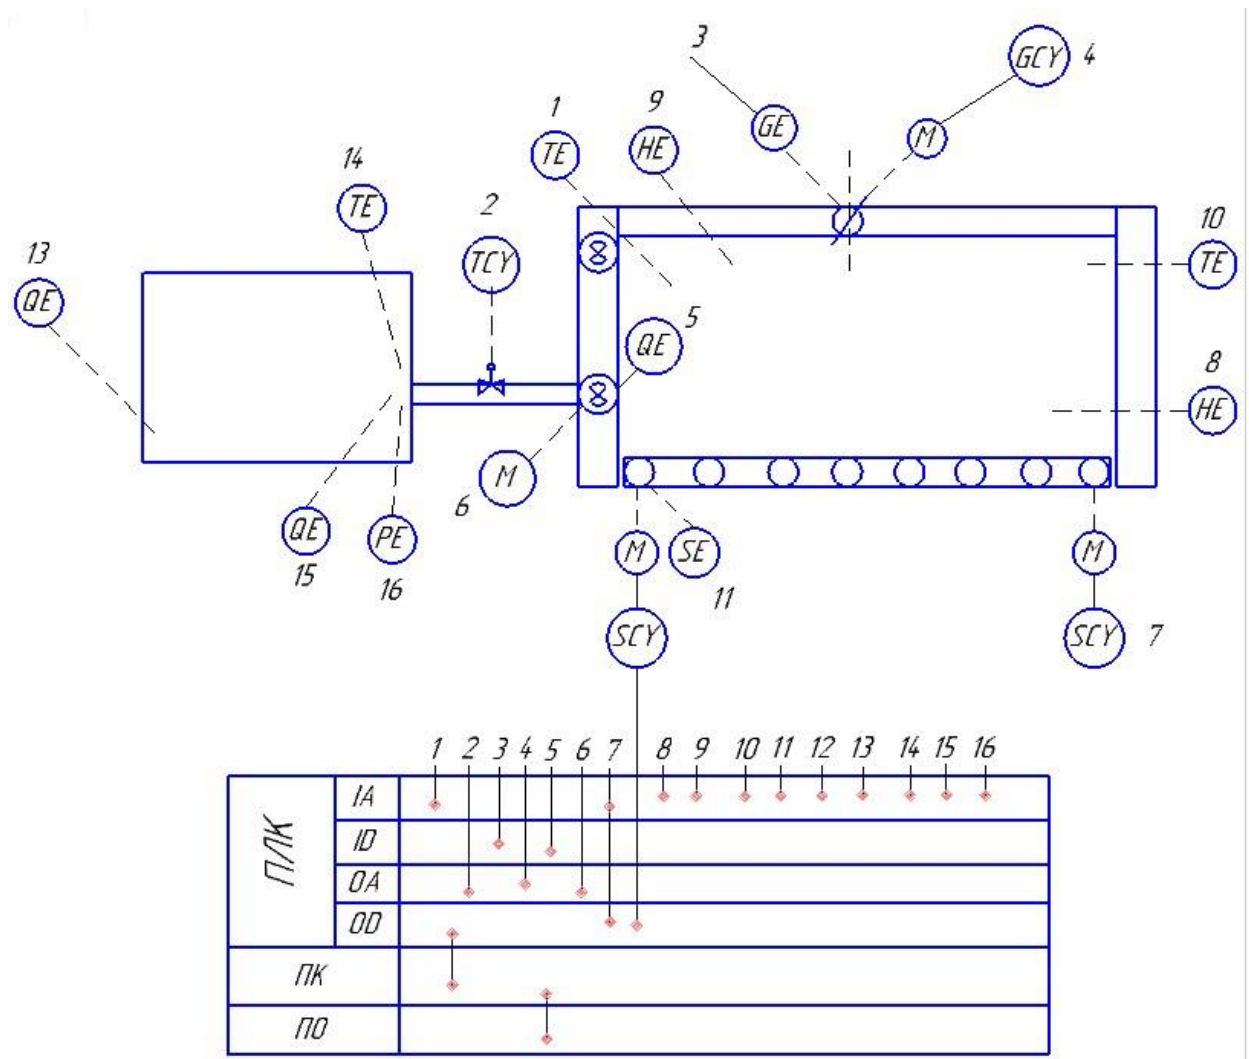 3
GCY 4
9
GE
M
1
HE
TE
14
TE
2
10
13
TCY
TE
QE
5
QE
8
HE
M
6
QE
PE
M
SE
M
15
16
11
SCY
SCY 7
1 2 3 4 5 6 7 8 9 10 11 12 13 14 15 16
ПЛК
IA
ID
OA
OD
ПК
ПО